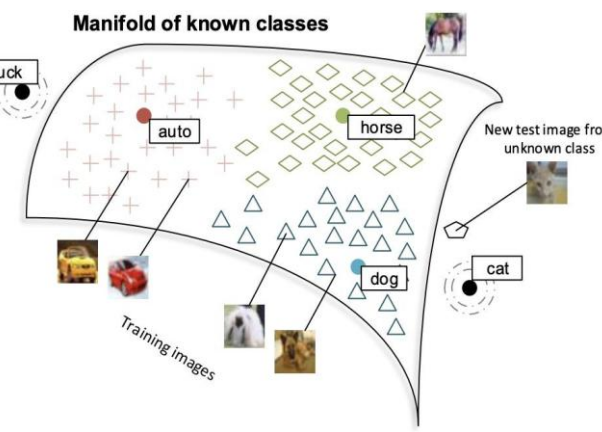 Manifold of known classes
uck
auto
horse
New test image fro
unknown class
cat
dog
Training images